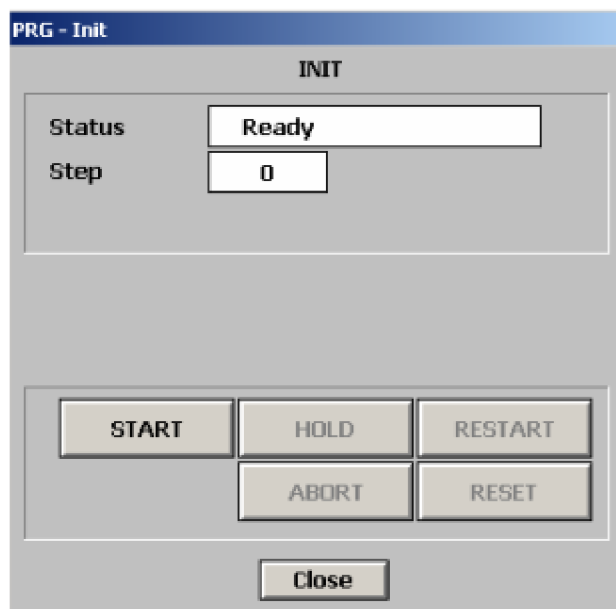 PRG - Init
INIT
Status Ready
Step 0
START HOLD RESTART
ABORT RESET
Close